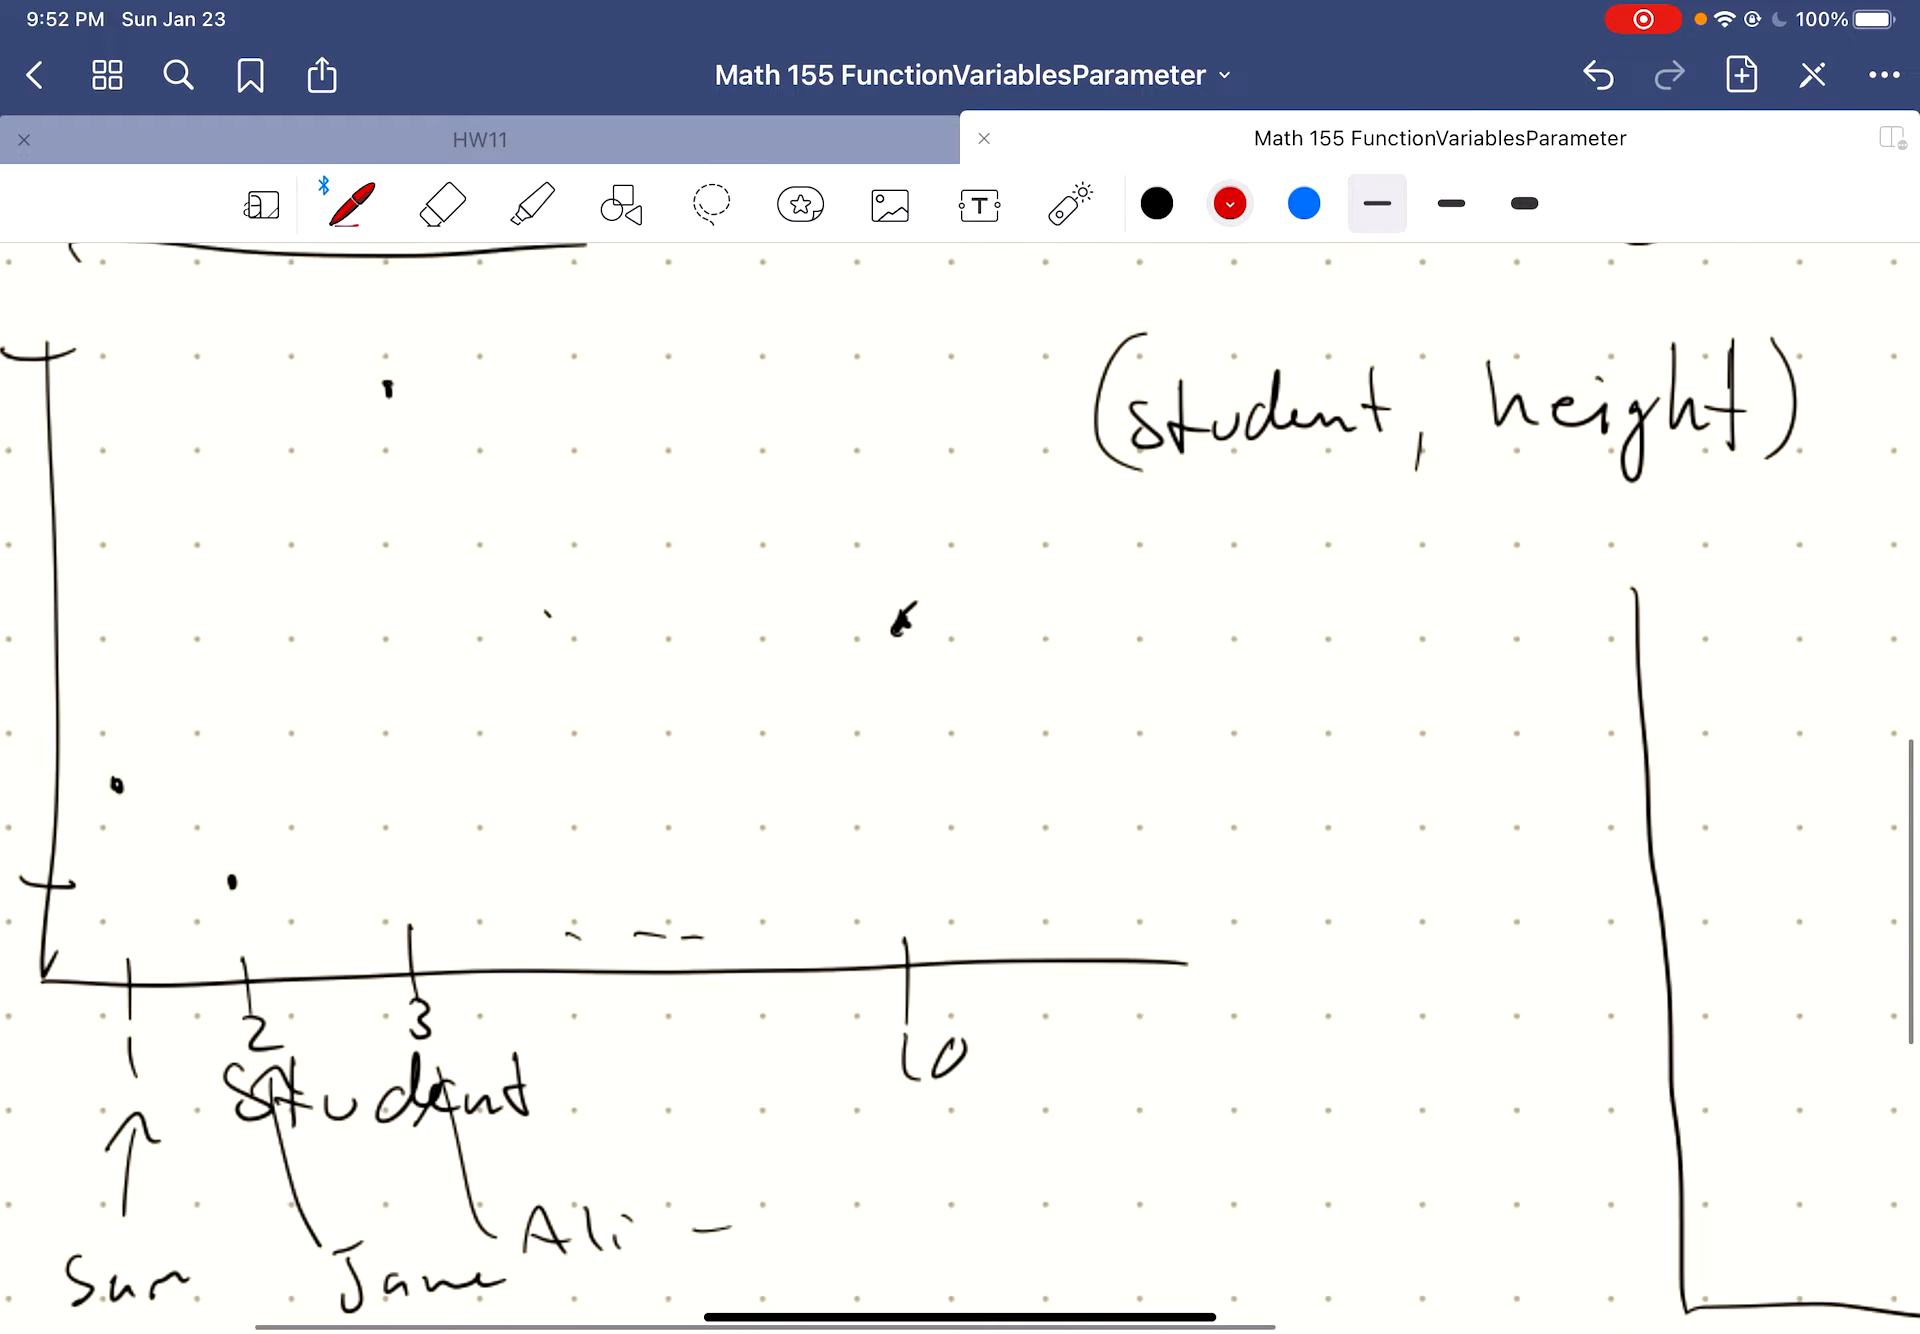 9:52 PM Sun Jan 23
100%
Math 155 FunctionVariablesParameter
HW11
Math 155 FunctionVariablesParameter
T
(student, height)
1 2 3 10
Student
Ali
Jane